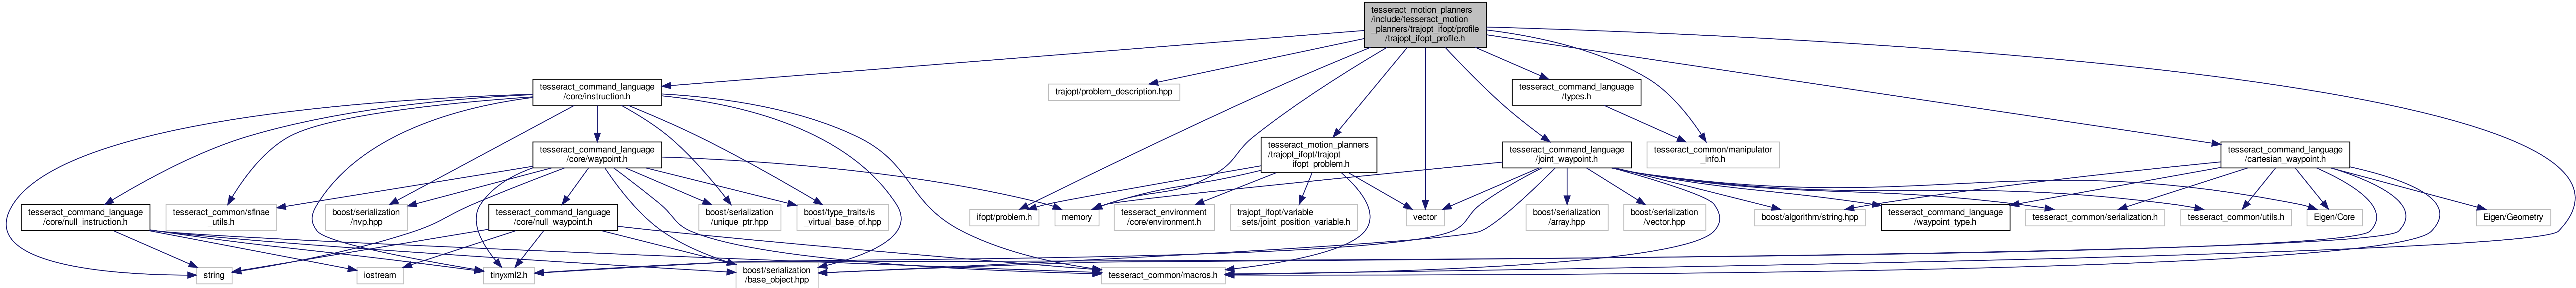 tesseract_motion_planners
/include/tesseract_motion
_planners/trajopt_ifopt/profile
/trajopt_ifopt_profile.h
tesseract_command_language
/core/instruction.h
trajopt/problem_description.hpp
tesseract_command_language
/types.h
tesseract_command_language
/core/waypoint.h
tesseract_motion_planners
/trajopt_ifopt/trajopt
_ifopt_problem.h
tesseract_command_language
/joint_waypoint.h
tesseract_common/manipulator
_info.h
tesseract_command_language
/cartesian_waypoint.h
tesseract_command_language
/core/null_instruction.h
tesseract_common/sfinae
_utils.h
boost/serialization
/nvp.hpp
tesseract_command_language
/core/null_waypoint.h
boost/serialization
/unique_ptr.hpp
boost/type_traits/is
_virtual_base_of.hpp
ifopt/problem.h
memory
tesseract_environment
/core/environment.h
trajopt_ifopt/variable
_sets/joint_position_variable.h
vector
boost/serialization
/array.hpp
boost/serialization
/vector.hpp
boost/algorithm/string.hpp
tesseract_command_language
/waypoint_type.h
tesseract_common/serialization.h
tesseract_common/utils.h
Eigen/Core
Eigen/Geometry
string
iostream
tinyxml2.h
boost/serialization
/base_object.hpp
tesseract_common/macros.h